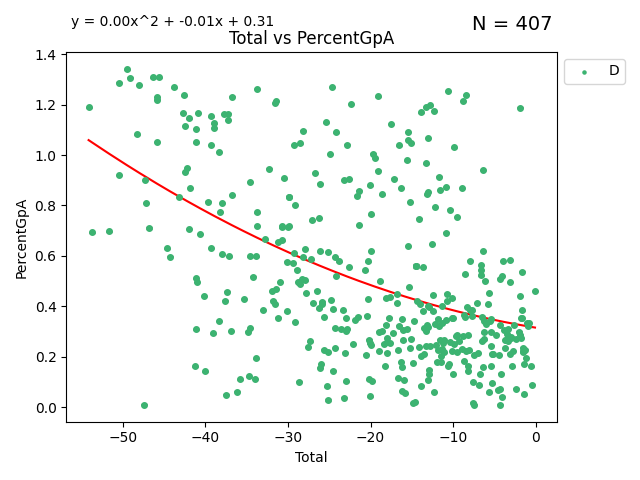 y = 0.00x^2 + -0.01x + 0.31
N = 407
Total vs PercentGpA
D
PercentGpA
1.4
1.2
1.0
0.8
0.6
0.4
0.2
0.0
−50
−40
−30
−20
−10
0
Total